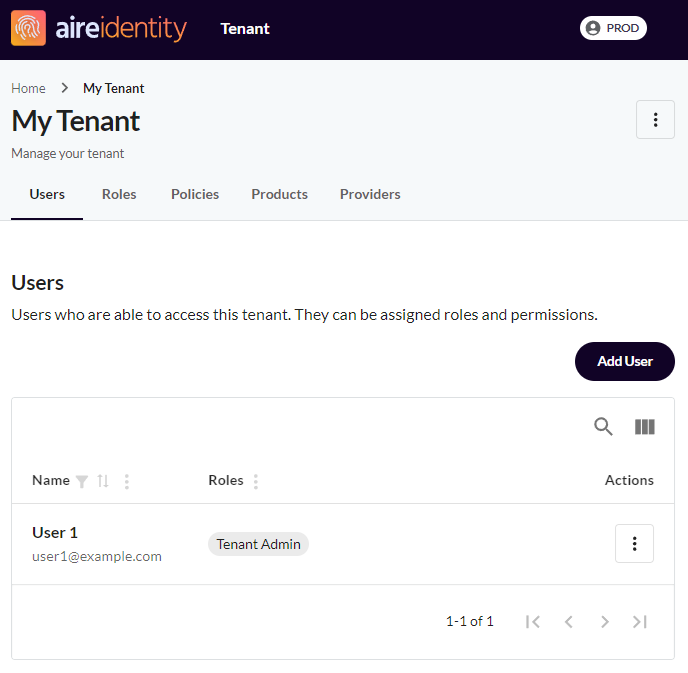 aireidentity Tenant PROD
Home My Tenant
My Tenant
Manage your tenant
Users Roles Policies Products Providers
Users
Users who are able to access this tenant. They can be assigned roles and permissions.
Add User
Name Roles Actions
User 1
user1@example.com
Tenant Admin
1-1 of 1